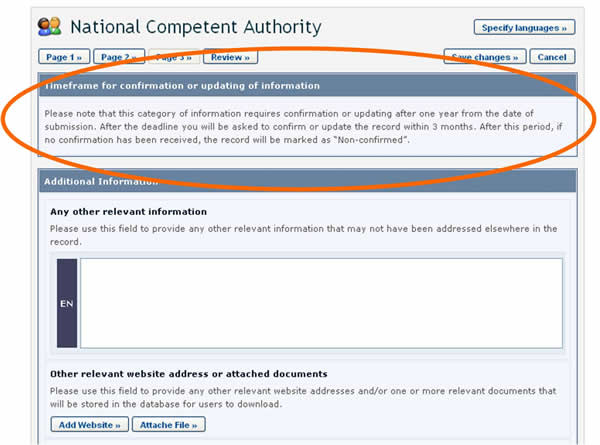 National Competent Authority
Specify languages »
Page 1 » Page 2 » Page 3 » Review » Save changes » Cancel
Timeframe for confirmation or updating of information
Please note that this category of information requires confirmation or updating after one year from the date of
submission. After the deadline you will be asked to confirm or update the record within 3 months. After this period, if
no confirmation has been received, the record will be marked as “Non-confirmed”.
Additional Information
Any other relevant information
Please use this field to provide any other relevant information that may not have been addressed elsewhere in the
record.
EN
Other relevant website address or attached documents
Please use this field to provide any other relevant website addresses and/or one or more relevant documents that
will be stored in the database for users to download.
Add Website » Attache File »